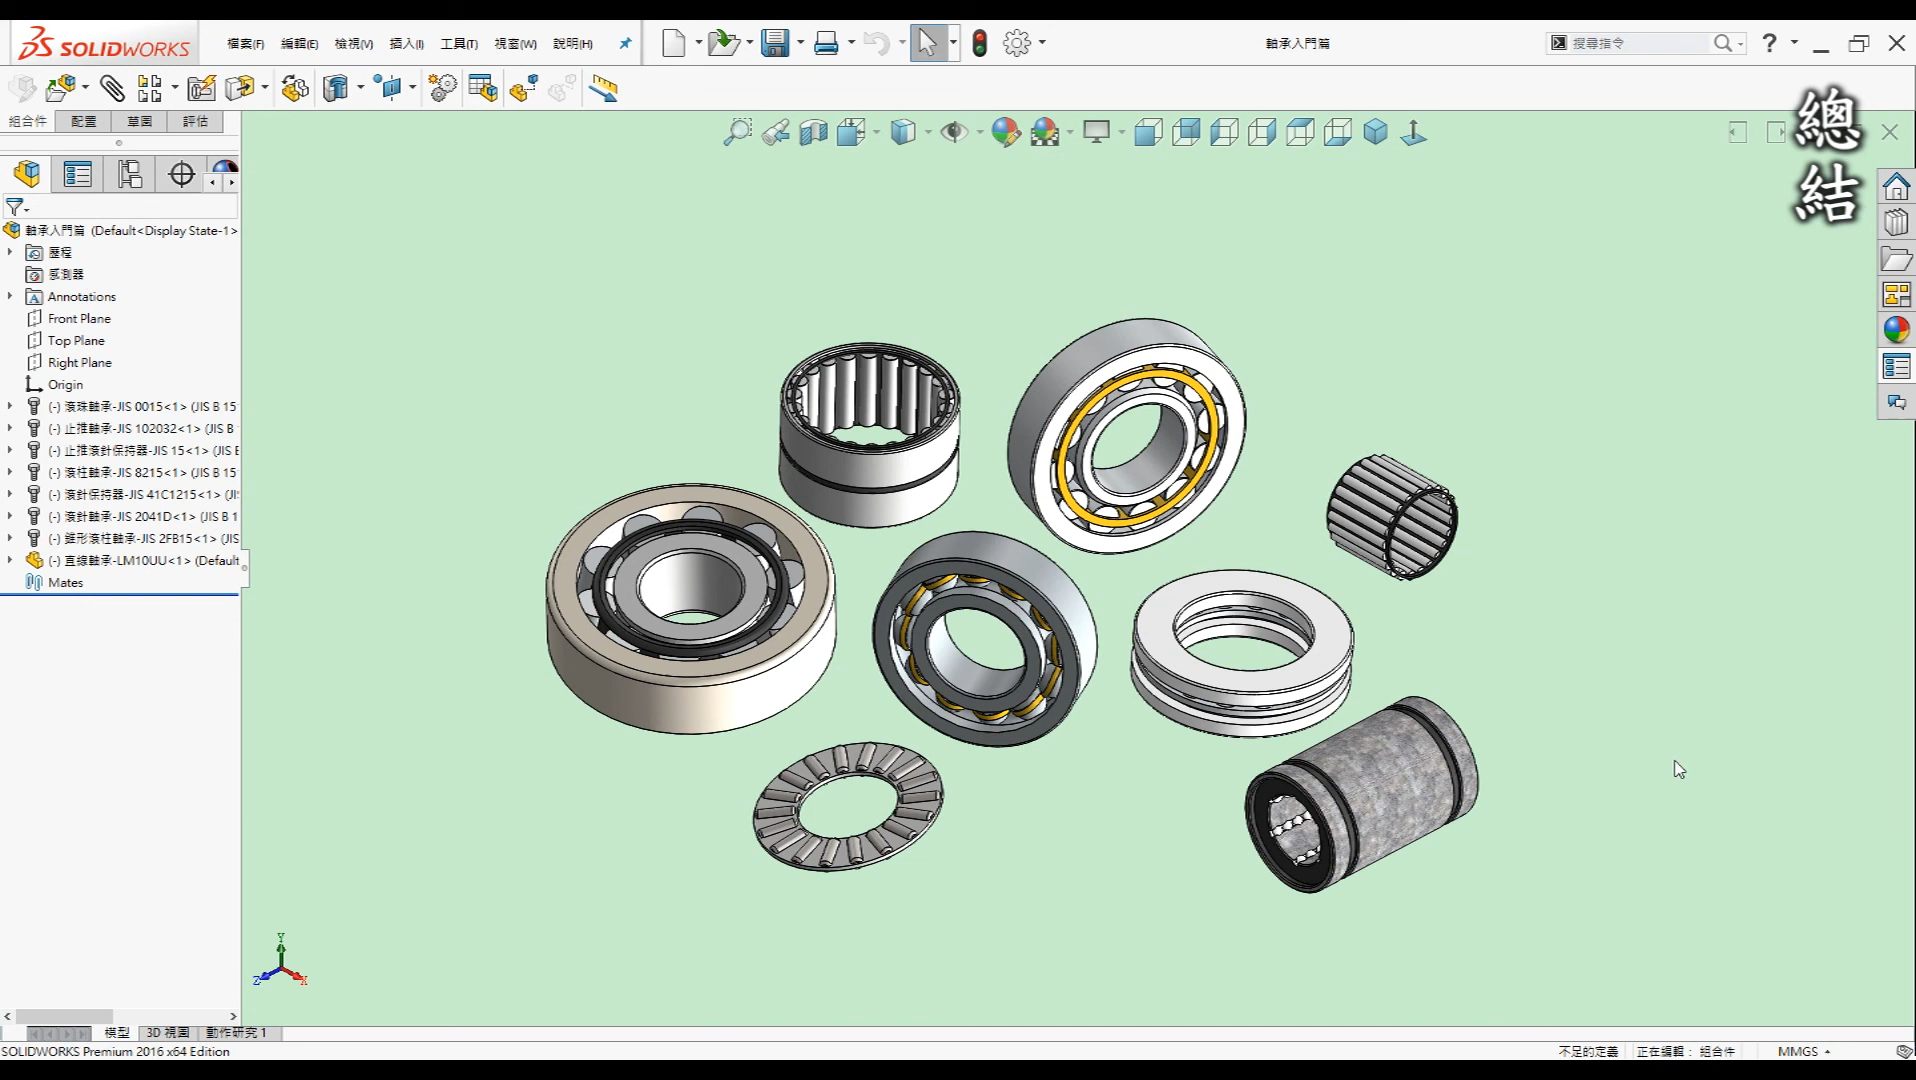 SOLIDWORKS
檔案(F) 編輯(E) 檢視(V) 插入(I) 工具(T) 視窗(W) 說明(H)
軸承入門篇
搜尋指令
總結
組合件 配置 草圖 評估
軸承入門篇 (Default<Display State-1>
歷程
感測器
Annotations
Front Plane
Top Plane
Right Plane
Origin
(-) 滾珠軸承-JIS 0015<1> (JIS B 15
(-) 止推軸承-JIS 102032<1> (JIS B
(-) 止推滾針保持器-JIS 15<1> (JIS B
(-) 滾柱軸承-JIS 8215<1> (JIS B 15
(-) 滾針保持器-JIS 41C1215<1> (JIS
(-) 滾針軸承-JIS 2041D<1> (JIS B 1
(-) 錐形滾柱軸承-JIS 2FB15<1> (JIS
(-) 直線軸承-LM10UU<1> (Default
Mates
Y
Z X
模型 3D 視圖 動作研究 1
SOLIDWORKS Premium 2016 x64 Edition
不足的定義 正在編輯： 組合件 MMGS